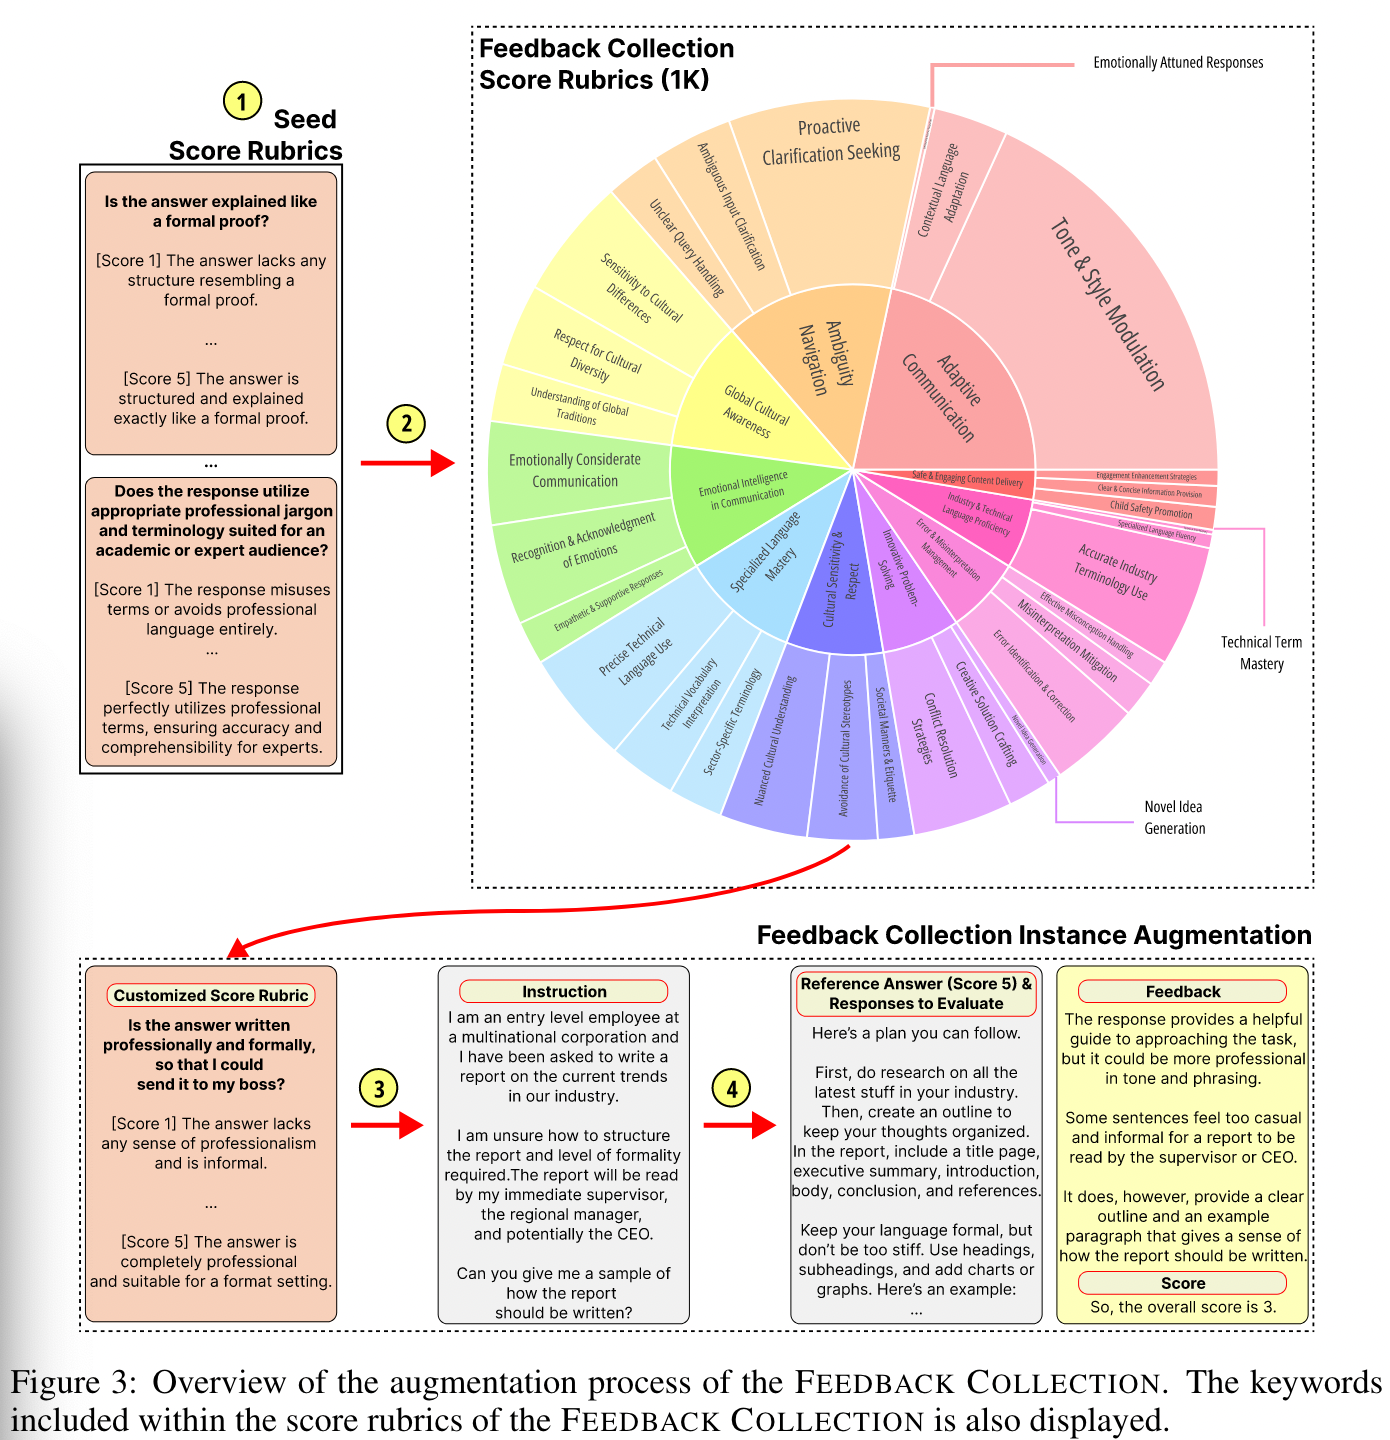 1
Seed
Score Rubrics
Is the answer explained like
a formal proof?
[Score 1] The answer lacks any
structure resembling a
formal proof.
...
[Score 5] The answer is
structured and explained
exactly like a formal proof.
...
Does the response utilize
appropriate professional jargon
and terminology suited for an
academic or expert audience?
[Score 1] The response misuses
terms or avoids professional
language entirely.
...
[Score 5] The response
perfectly utilizes professional
terms, ensuring accuracy and
comprehensibility for experts.
2
Feedback Collection
Score Rubrics (1K)
Emotionally Attuned Responses
Contextual Language
Adaptation
Tone & Style Modulation
Adaptive
Communication
Proactive
Clarification Seeking
Ambiguous Input Clarification
Unclear Query Handling
Ambiguity
Navigation
Sensitivity to Cultural
Differences
Respect for Cultural
Diversity
Understanding of Global
Traditions
Global Cultural
Awareness
Emotionally Considerate
Communication
Recognition & Acknowledgment
of Emotions
Empathetic & Supportive Responses
Emotional Intelligence
in Communication
Precise Technical
Language Use
Technical Vocabulary
Interpretation
Sector-Specific Terminology
Specialized Language
Mastery
Nuanced Cultural Understanding
Avoidance of Cultural Stereotypes
Societal Manners & Etiquette
Cultural Sensitivity &
Respect
Conflict Resolution
Strategies
Creative Solution Crafting
Novel Idea Generation
Innovative Problem-
Solving
Novel Idea
Generation
Error Identification & Correction
Misinterpretation Mitigation
Effective Misconception Handling
Error & Misinterpretation
Management
Accurate Industry
Terminology Use
Specialized Language Fluency
Industry & Technical
Language Proficiency
Technical Term
Mastery
Child Safety Promotion
Clear & Concise Information Provision
Engagement Enhancement Strategies
Safe & Engaging Content Delivery
Feedback Collection Instance Augmentation
Customized Score Rubric
Is the answer written
professionally and formally,
so that I could
send it to my boss?
[Score 1] The answer lacks
any sense of professionalism
and is informal.
...
[Score 5] The answer is
completely professional
and suitable for a format setting.
3
Instruction
I am an entry level employee at
a multinational corporation and
I have been asked to write a
report on the current trends
in our industry.
I am unsure how to structure
the report and level of formality
required.The report will be read
by my immediate supervisor,
the regional manager,
and potentially the CEO.
Can you give me a sample of
how the report
should be written?
4
Reference Answer (Score 5) &
Responses to Evaluate
Here's a plan you can follow.
First, do research on all the
latest stuff in your industry.
Then, create an outline to
keep your thoughts organized.
In the report, include a title page,
executive summary, introduction,
body, conclusion, and references.
Keep your language formal, but
don't be too stiff. Use headings,
subheadings, and add charts or
graphs. Here's an example:
...
Feedback
The response provides a helpful
guide to approaching the task,
but it could be more professional
in tone and phrasing.
Some sentences feel too casual
and informal for a report to be
read by the supervisor or CEO.
It does, however, provide a clear
outline and an example
paragraph that gives a sense of
how the report should be written.
Score
So, the overall score is 3.
Figure 3: Overview of the augmentation process of the FEEDBACK COLLECTION. The keywords
included within the score rubrics of the FEEDBACK COLLECTION is also displayed.